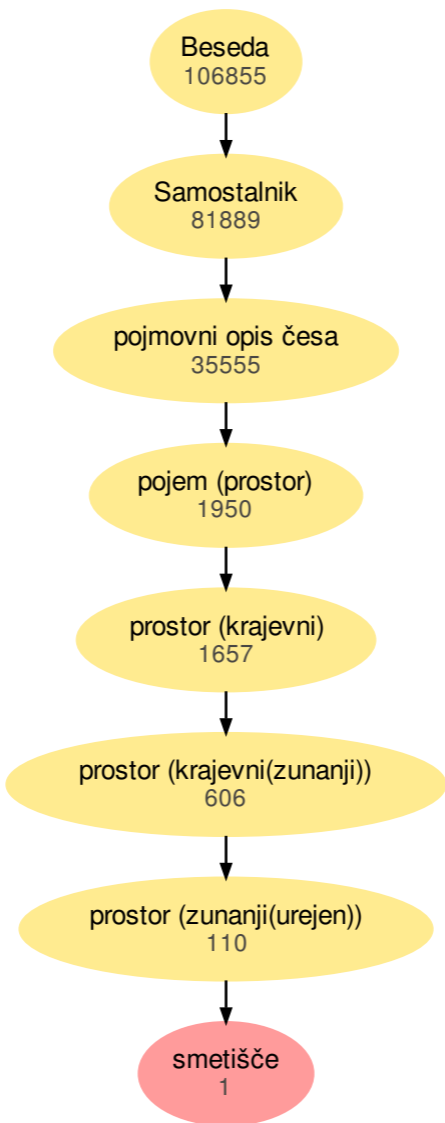 Beseda
106855
Samostalnik
81889
pojmovni opis česa
35555
pojem (prostor)
1950
prostor (krajevni)
1657
prostor (krajevni(zunanji))
606
prostor (zunanji(urejen))
110
smetišče
1